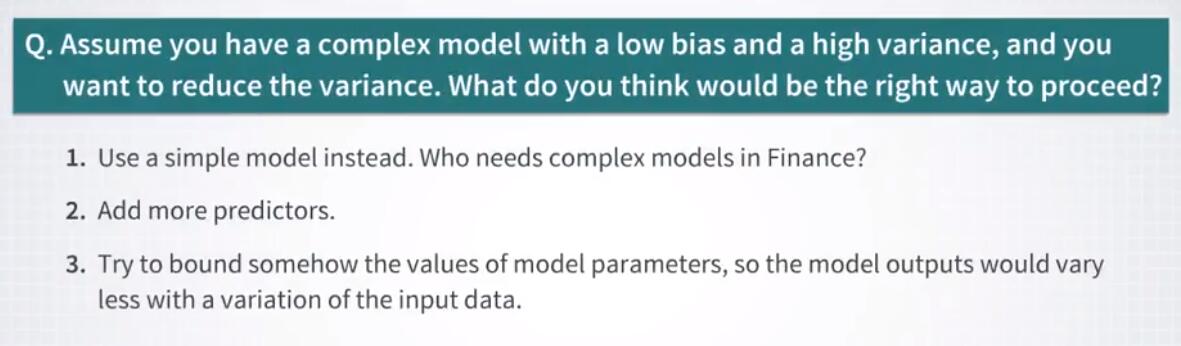 Q. Assume you have a complex model with a low bias and a high variance, and you
want to reduce the variance. What do you think would be the right way to proceed?
1. Use a simple model instead. Who needs complex models in Finance?
2. Add more predictors.
3. Try to bound somehow the values of model parameters, so the model outputs would vary
less with a variation of the input data.